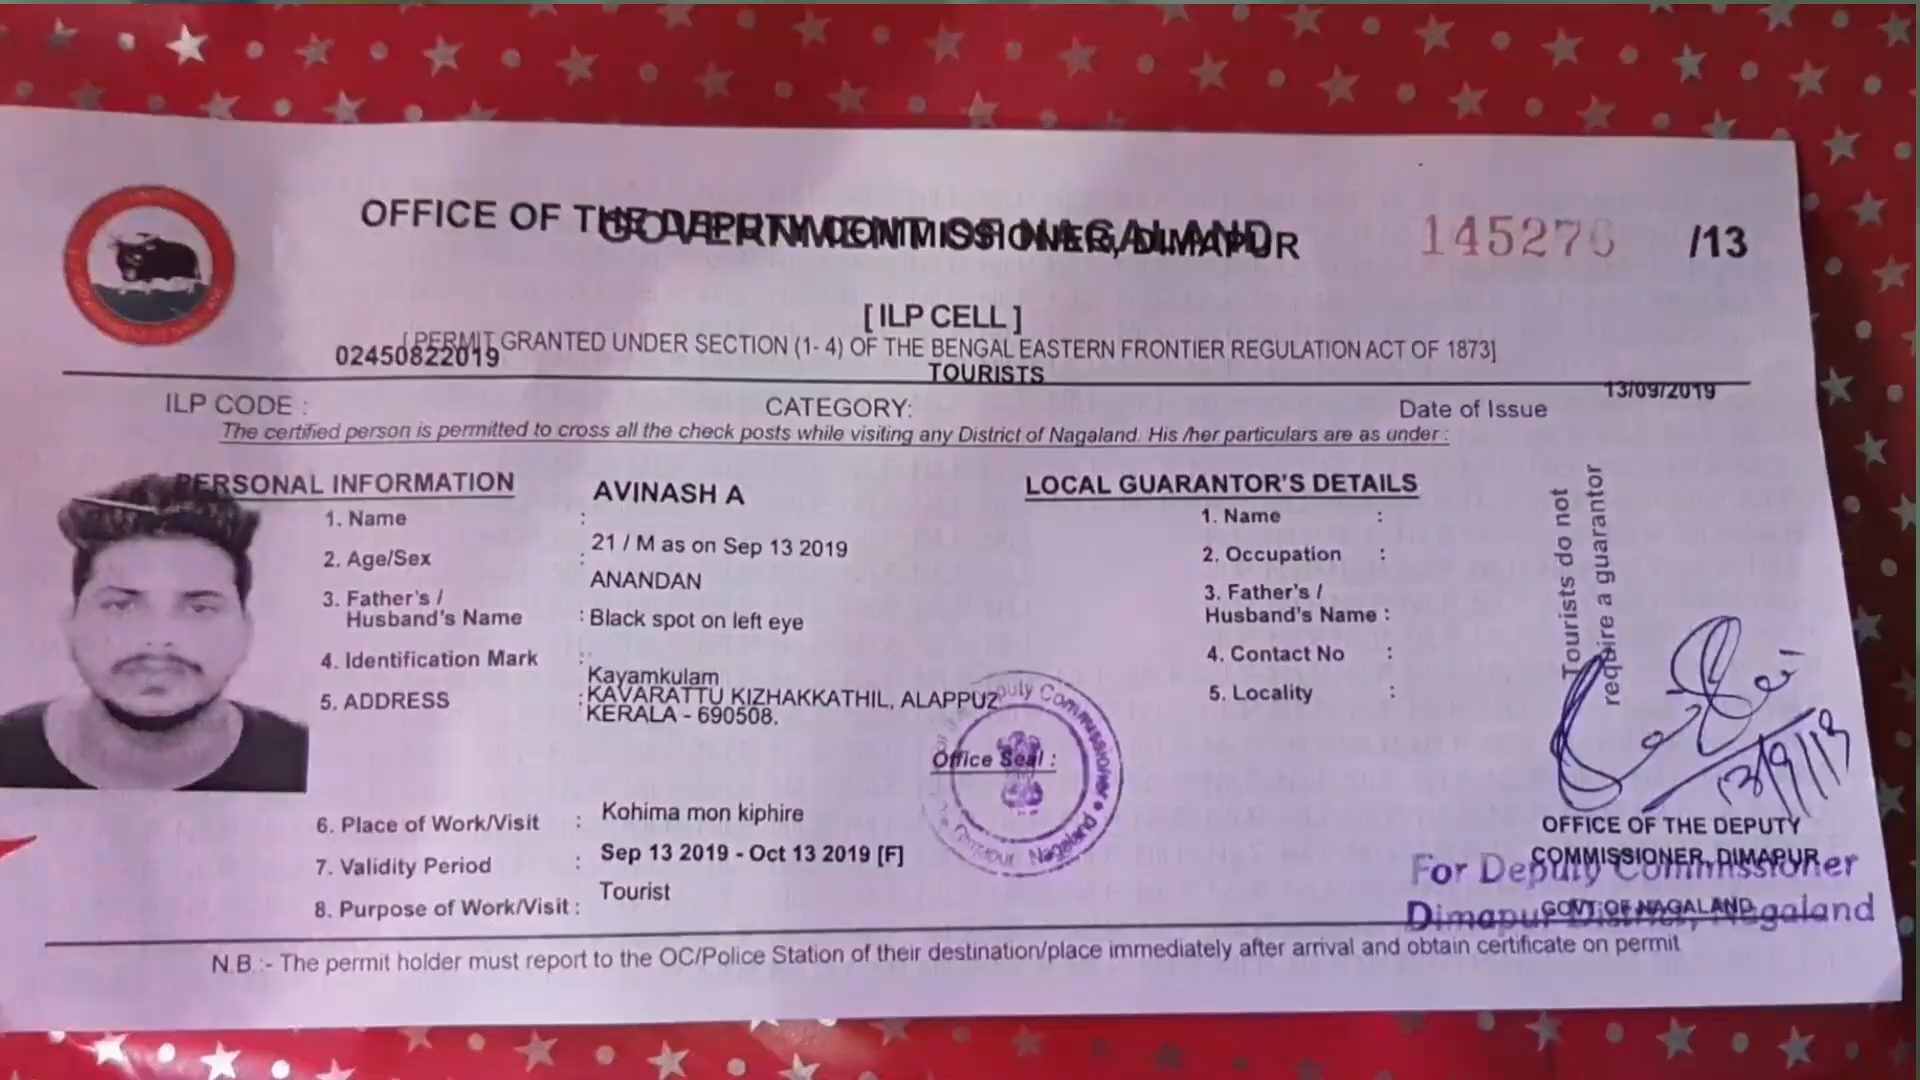 OFFICE OF THE DEPUTY COMMISSIONER, DIMAPUR
GOVERNMENT OF NAGALAND
145276 /13
[ ILP CELL ]
[ PERMIT GRANTED UNDER SECTION (1- 4) OF THE BENGAL EASTERN FRONTIER REGULATION ACT OF 1873]
02450822019
TOURISTS
13/09/2019
ILP CODE : CATEGORY: Date of Issue
The certified person is permitted to cross all the check posts while visiting any District of Nagaland. His /her particulars are as under :
PERSONAL INFORMATION
1. Name : AVINASH A
2. Age/Sex : 21 / M as on Sep 13 2019
3. Father's / Husband's Name : ANANDAN
4. Identification Mark : Black spot on left eye
5. ADDRESS : Kayamkulam
KAVARATTU KIZHAKKATHIL, ALAPPUZ
KERALA - 690508.
6. Place of Work/Visit : Kohima mon kiphire
7. Validity Period : Sep 13 2019 - Oct 13 2019 [F]
8. Purpose of Work/Visit : Tourist
LOCAL GUARANTOR'S DETAILS
1. Name :
2. Occupation :
3. Father's /
Husband's Name :
4. Contact No :
5. Locality :
Tourists do not
require a guarantor
Office Seal :
Deputy Commissioner
Dimapur Nagaland
13/9/19
OFFICE OF THE DEPUTY
COMMISSIONER, DIMAPUR
GOVT OF NAGALAND
For Deputy Commissioner
Dimapur District, Nagaland
N.B :- The permit holder must report to the OC/Police Station of their destination/place immediately after arrival and obtain certificate on permit